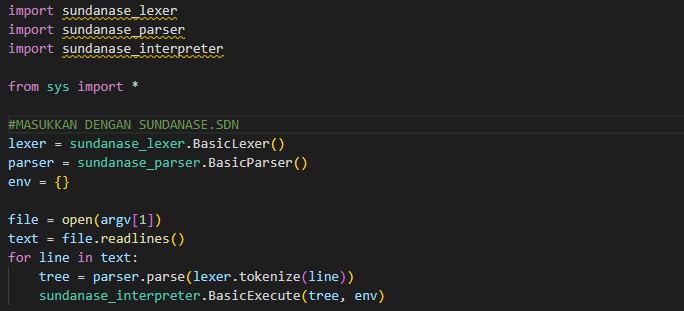 import sundanase_lexer
import sundanase_parser
import sundanase_interpreter
from sys import *
#MASUKKAN DENGAN SUNDANASE.SDN
lexer = sundanase_lexer.BasicLexer()
parser = sundanase_parser.BasicParser()
env = {}
file = open(argv[1])
text = file.readlines()
for line in text:
    tree = parser.parse(lexer.tokenize(line))
    sundanase_interpreter.BasicExecute(tree, env)